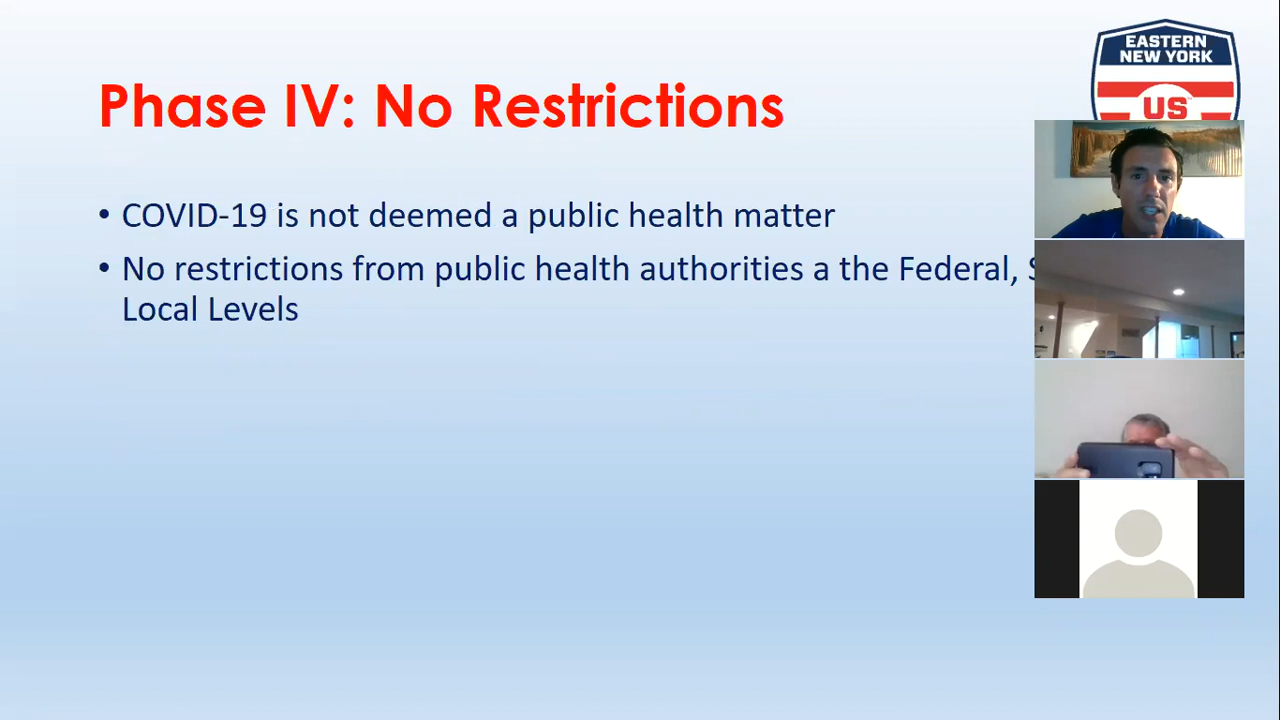 EASTERN
NEW YORK
US
Phase IV: No Restrictions
• COVID-19 is not deemed a public health matter
• No restrictions from public health authorities a the Federal,
Local Levels